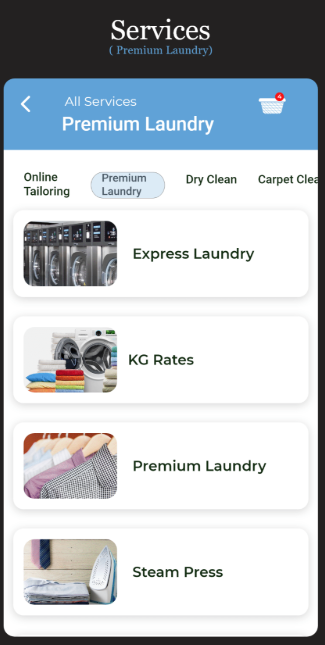 Services
( Premium Laundry)
All Services
Premium Laundry
4
Online
Tailoring
Premium
Laundry
Dry Clean
Carpet Clea
Express Laundry
KG Rates
Premium Laundry
Steam Press